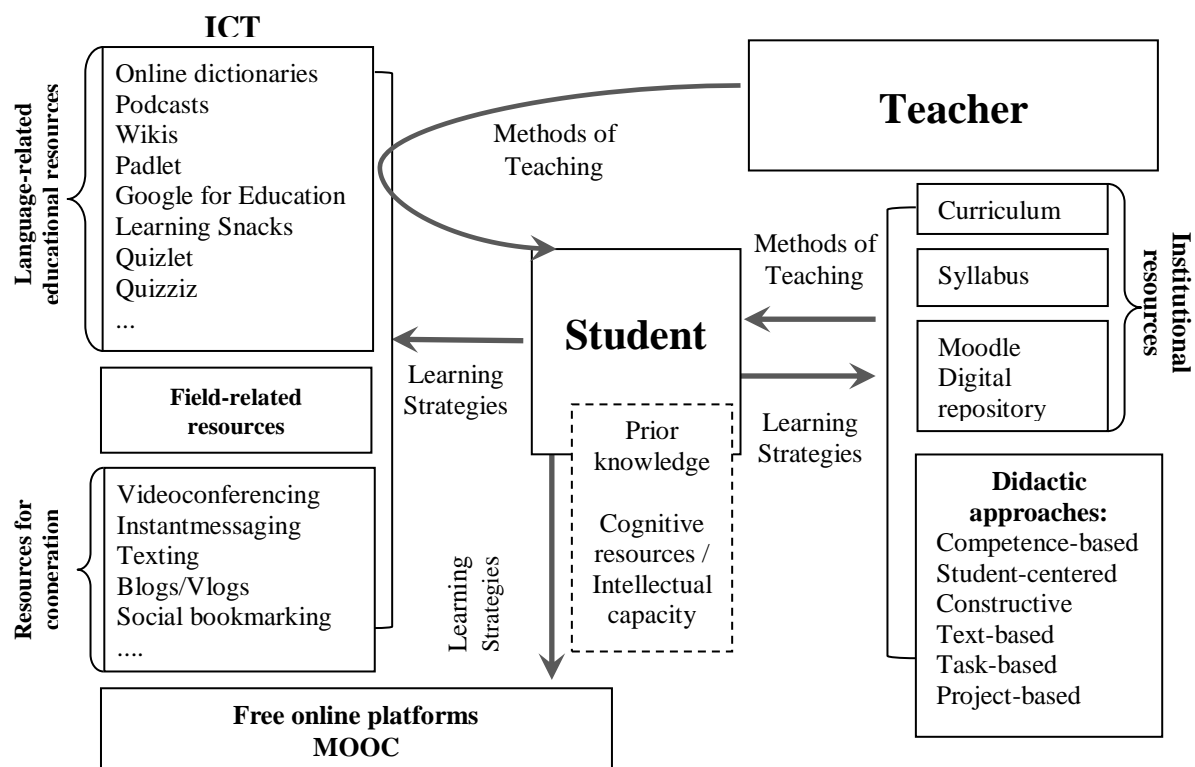 ICT
Language-related
educational resources
Online dictionaries
Podcasts
Wikis
Padlet
Google for Education
Learning Snacks
Quizlet
Quizziz
...
Field-related
resources
Resources for
cooperation
Videoconferencing
Instantmessaging
Texting
Blogs/Vlogs
Social bookmarking
....
Methods of
Teaching
Teacher
Student
Prior
knowledge
Cognitive
resources /
Intellectual
capacity
Learning
Strategies
Learning
Strategies
Methods of
Teaching
Learning
Strategies
Curriculum
Syllabus
Moodle
Digital
repository
Institutional
resources
Didactic
approaches:
Competence-based
Student-centered
Constructive
Text-based
Task-based
Project-based
Free online platforms
MOOC